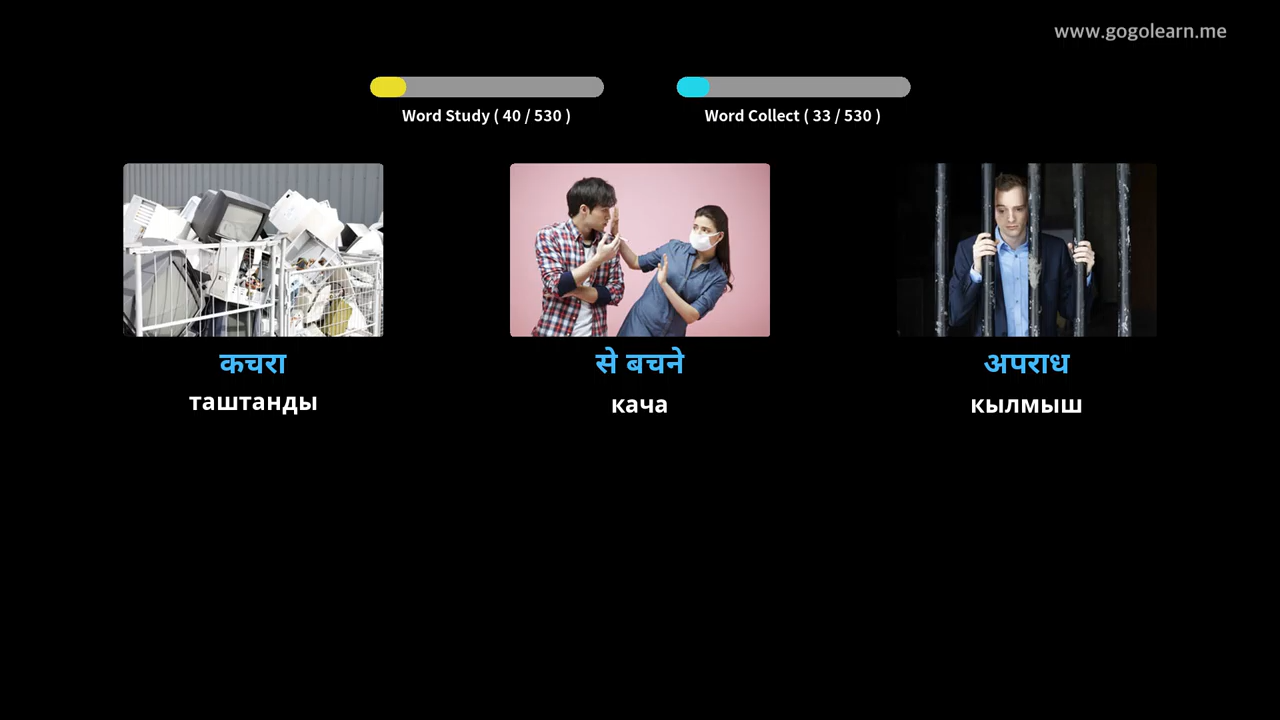 www.gogolearn.me
Word Study ( 40 / 530 )
Word Collect ( 33 / 530 )
कचरा
таштанды
से बचने
кача
अपराध
кылмыш